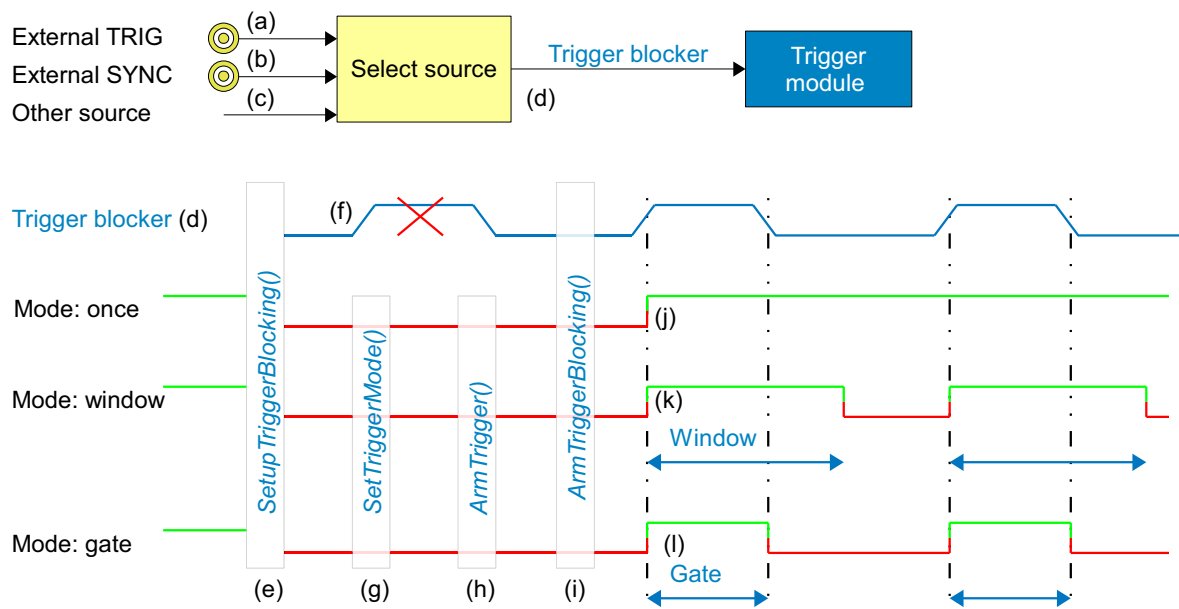 External TRIG
(a)
External SYNC
(b)
Other source
(c)
Select source
Trigger blocker
(d)
Trigger
module
Trigger blocker (d)
(f)
Mode: once
(j)
Mode: window
(k)
Window
Mode: gate
(l)
Gate
SetupTriggerBlocking()
SetTriggerMode()
ArmTrigger()
ArmTriggerBlocking()
(e)
(g)
(h)
(i)